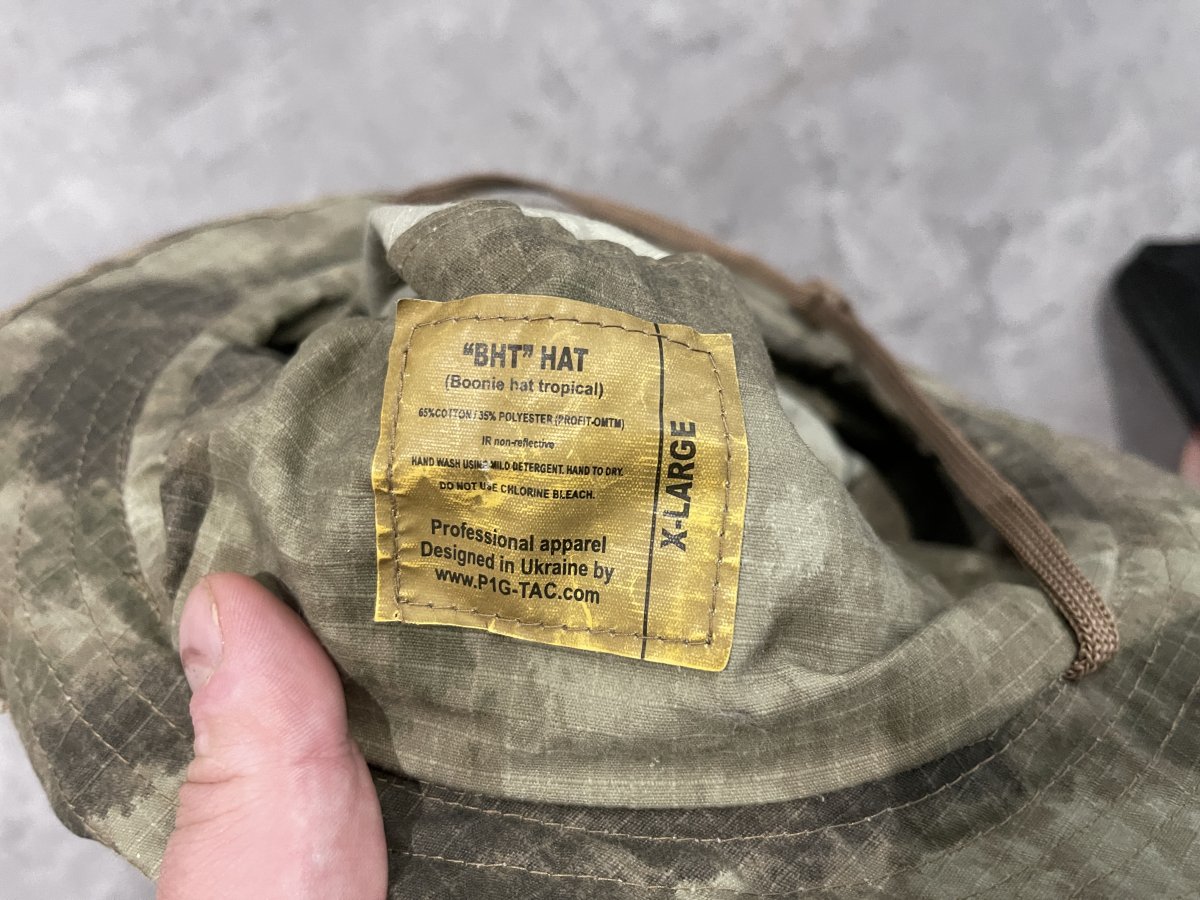 “BHT” HAT
(Boonie hat tropical)
65%COTTON / 35% POLYESTER (PROFIT-OMTM)
IR non-reflective
HAND WASH USING MILD DETERGENT. HAND TO DRY.
DO NOT USE CHLORINE BLEACH.
Professional apparel
Designed in Ukraine by
www.P1G-TAC.com
X-LARGE